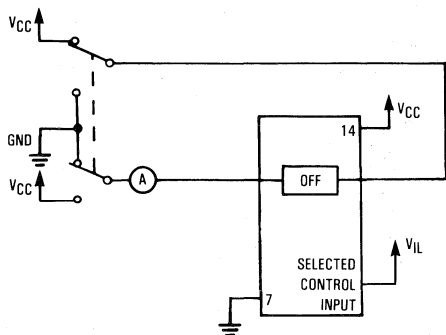 VCC
GND
VCC
A
14
VCC
OFF
VIL
SELECTED
CONTROL
INPUT
7